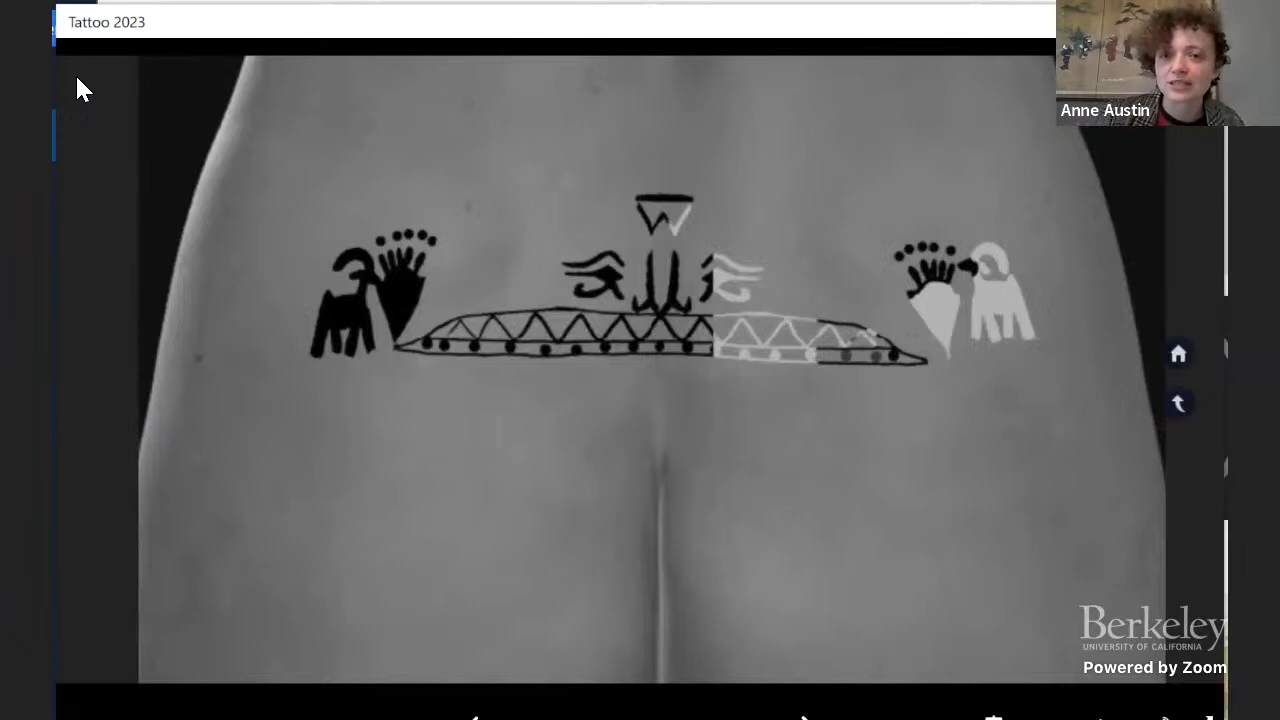 Tattoo 2023
Anne Austin
Berkeley
UNIVERSITY OF CALIFORNIA
Powered by Zoom